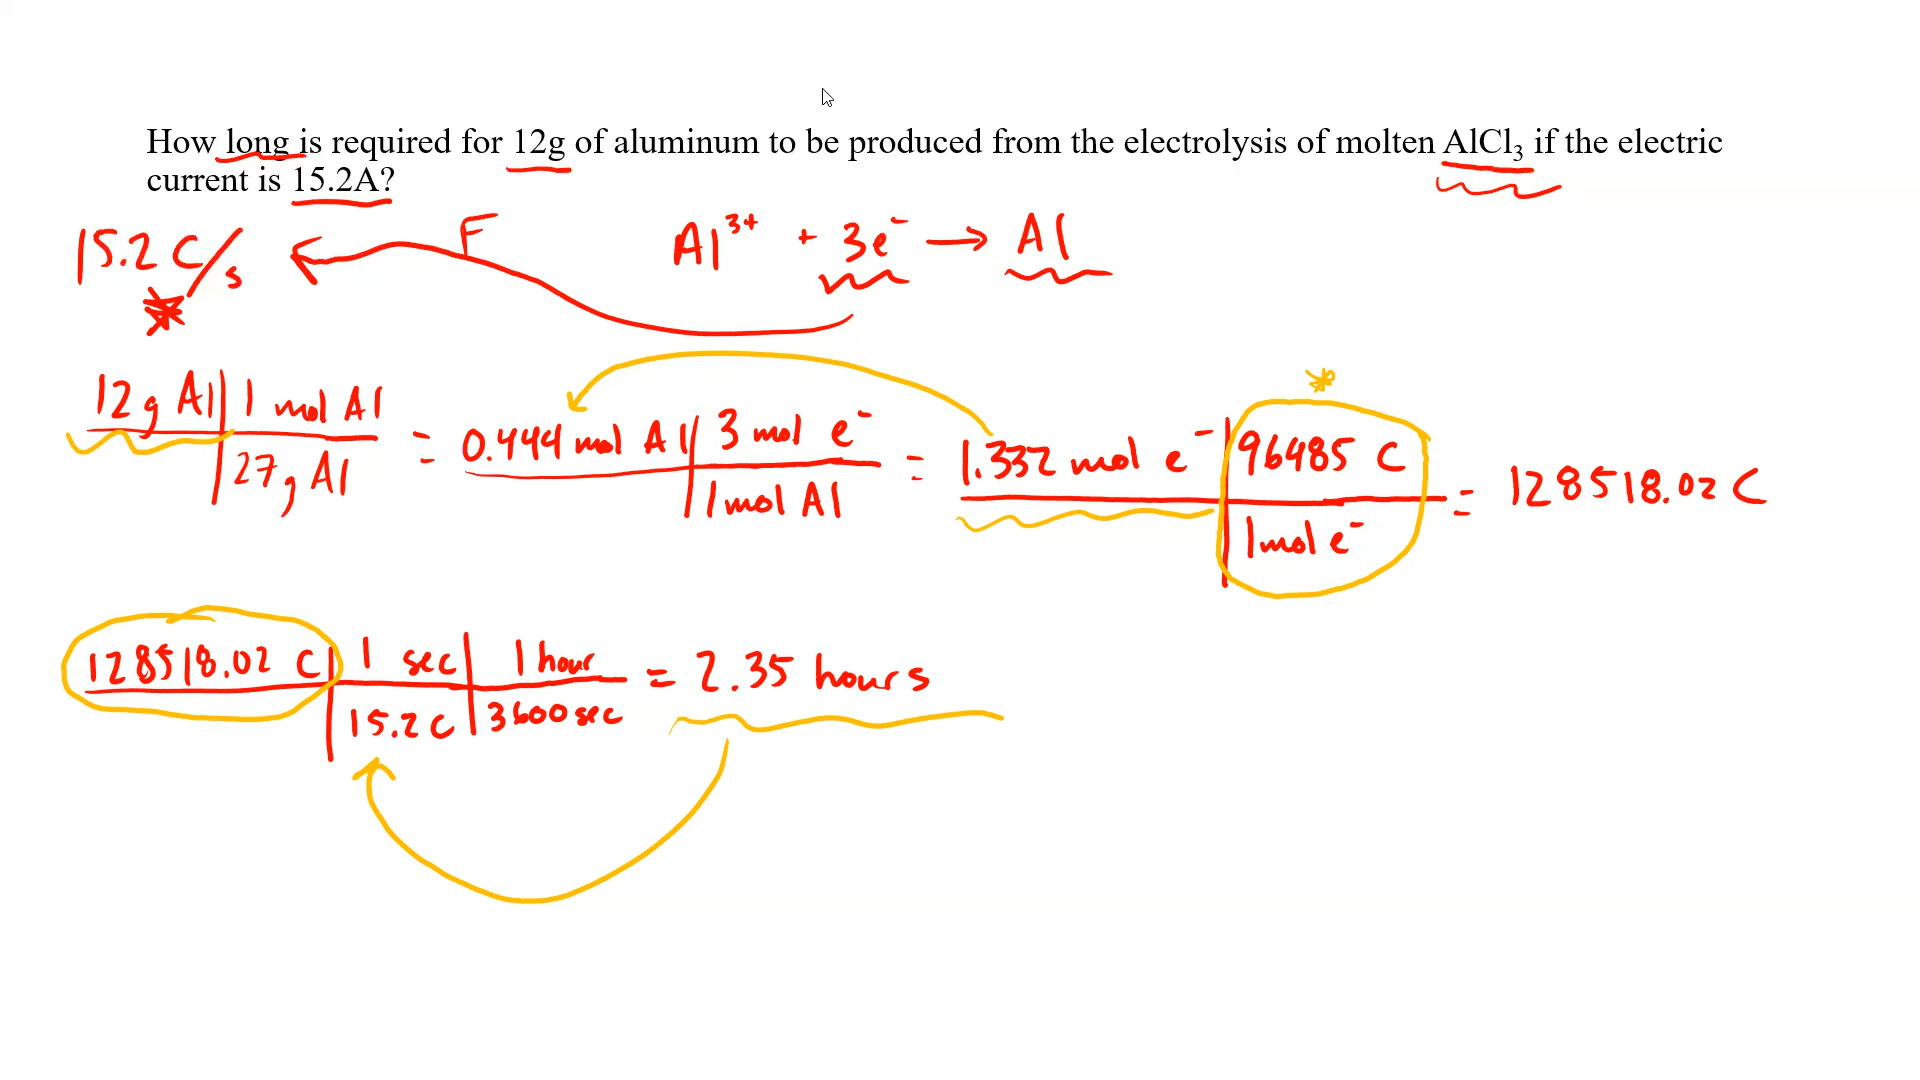 How long is required for 12g of aluminum to be produced from the electrolysis of molten AlCl₃ if the electric
current is 15.2A?
15.2 C/s
F
Al³⁺ + 3e⁻ → Al
12g Al | 1 mol Al
27g Al
= 0.444 mol Al | 3 mol e⁻
1 mol Al
= 1.332 mol e⁻ | 96485 C
1 mol e⁻
= 128518.02 C
128518.02 C | 1 sec | 1 hour
15.2 C | 3600 sec
= 2.35 hours